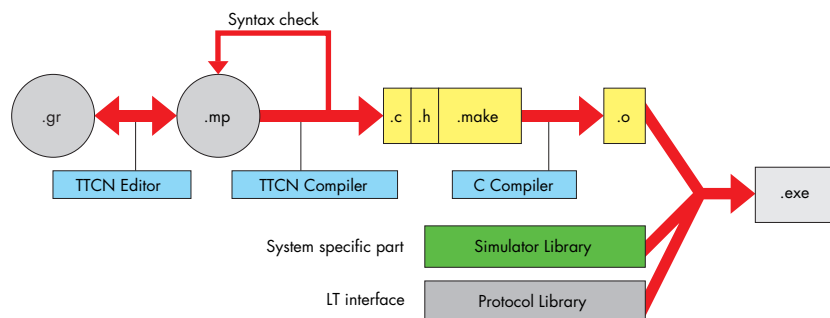 Syntax check
.gr
.mp
.c
.h
.make
.o
TTCN Editor
TTCN Compiler
C Compiler
.exe
System specific part
Simulator Library
LT interface
Protocol Library